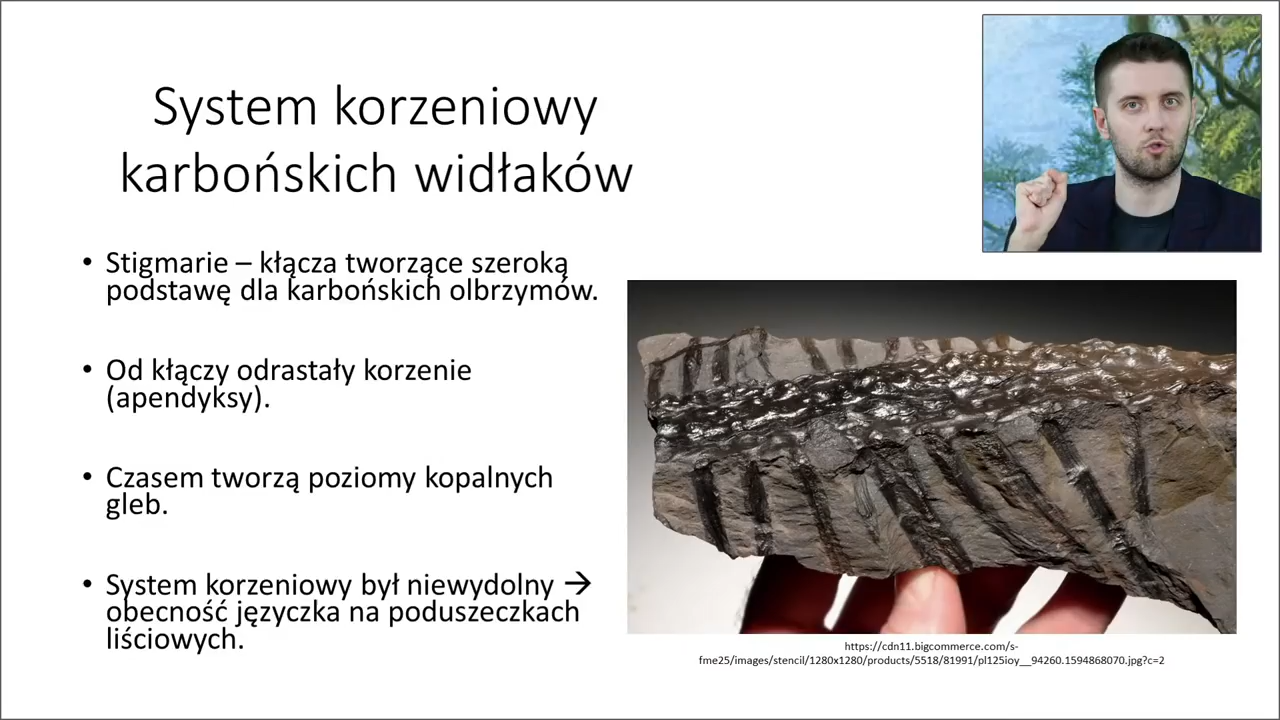 System korzeniowy
karbońskich widłaków
• Stigmarie – kłącza tworzące szeroką
podstawę dla karbońskich olbrzymów.
• Od kłączy odrastały korzenie
(apendyksy).
• Czasem tworzą poziomy kopalnych
gleb.
• System korzeniowy był niewydolny →
obecność języczka na poduszeczkach
liściowych.
https://cdn11.bigcommerce.com/s-
fme25/images/stencil/1280x1280/products/5518/81991/pl125ioy__94260.1594868070.jpg?c=2